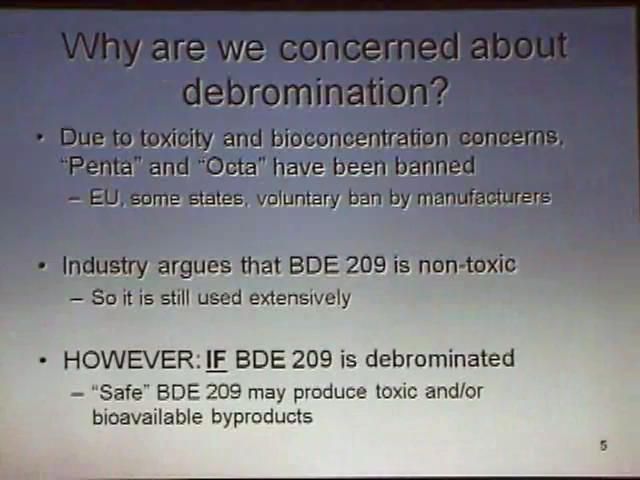 Why are we concerned about
debromination?
• Due to toxicity and bioconcentration concerns,
"Penta" and "Octa" have been banned
– EU, some states, voluntary ban by manufacturers
• Industry argues that BDE 209 is non-toxic
– So it is still used extensively
• HOWEVER: IF BDE 209 is debrominated
– "Safe" BDE 209 may produce toxic and/or
bioavailable byproducts
5